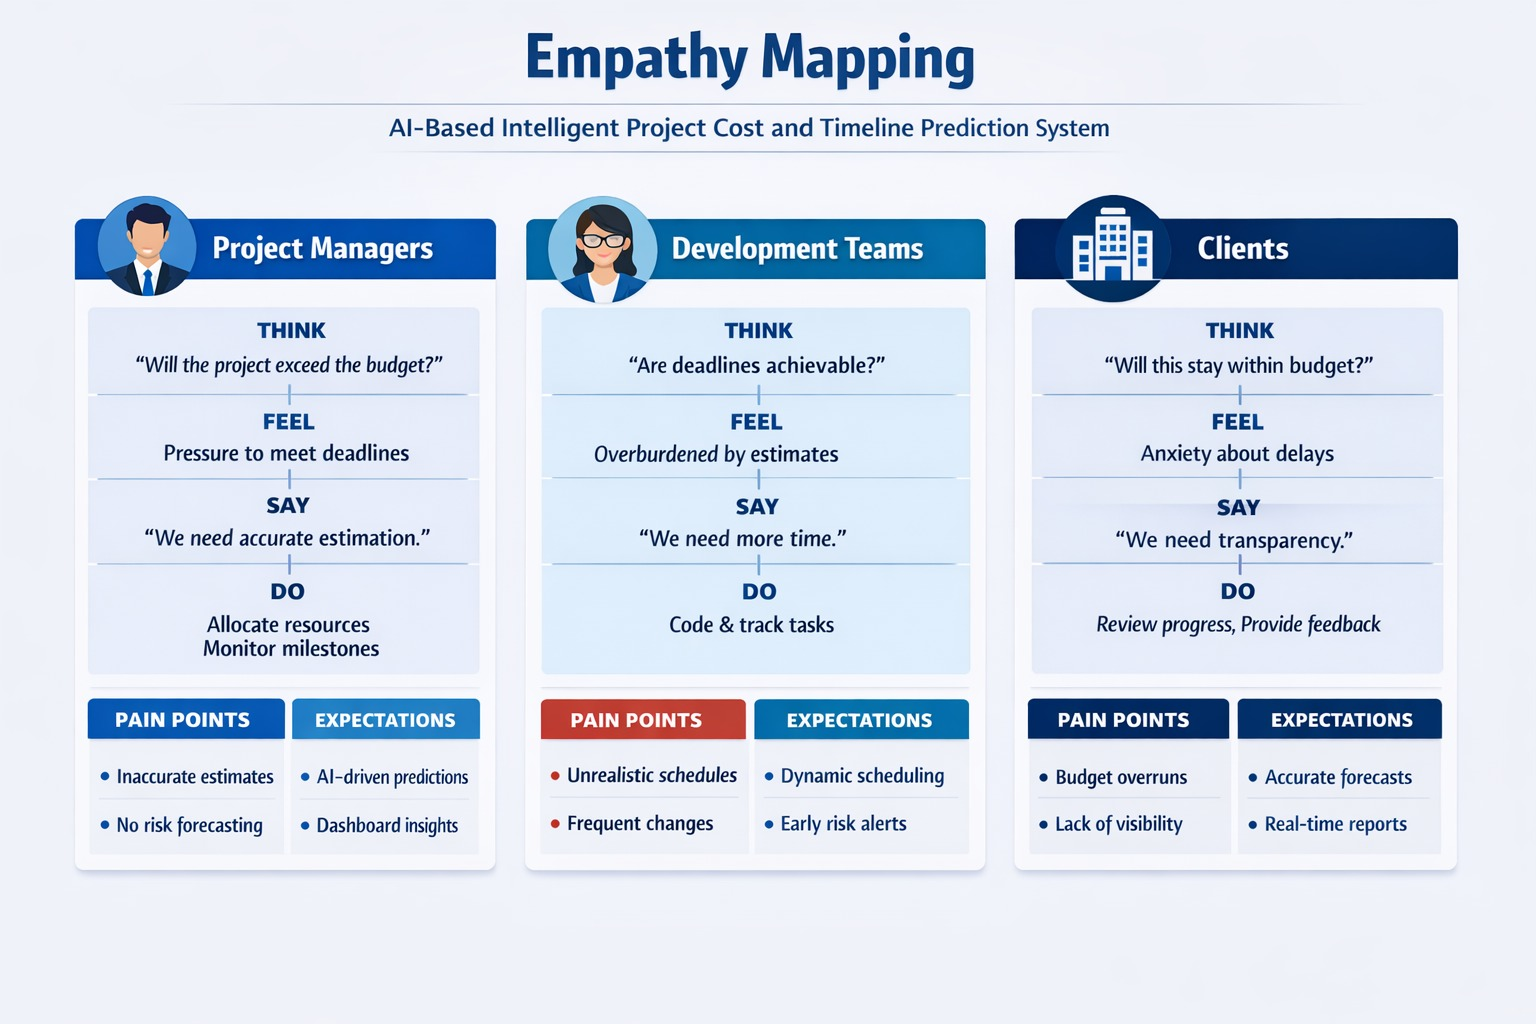 Empathy Mapping
AI-Based Intelligent Project Cost and Timeline Prediction System
Project Managers
THINK
“Will the project exceed the budget?”
FEEL
Pressure to meet deadlines
SAY
“We need accurate estimation.”
DO
Allocate resources
Monitor milestones
PAIN POINTS
• Inaccurate estimates
• No risk forecasting
EXPECTATIONS
• AI-driven predictions
• Dashboard insights
Development Teams
THINK
“Are deadlines achievable?”
FEEL
Overburdened by estimates
SAY
“We need more time.”
DO
Code & track tasks
PAIN POINTS
• Unrealistic schedules
• Frequent changes
EXPECTATIONS
• Dynamic scheduling
• Early risk alerts
Clients
THINK
“Will this stay within budget?”
FEEL
Anxiety about delays
SAY
“We need transparency.”
DO
Review progress, Provide feedback
PAIN POINTS
• Budget overruns
• Lack of visibility
EXPECTATIONS
• Accurate forecasts
• Real-time reports